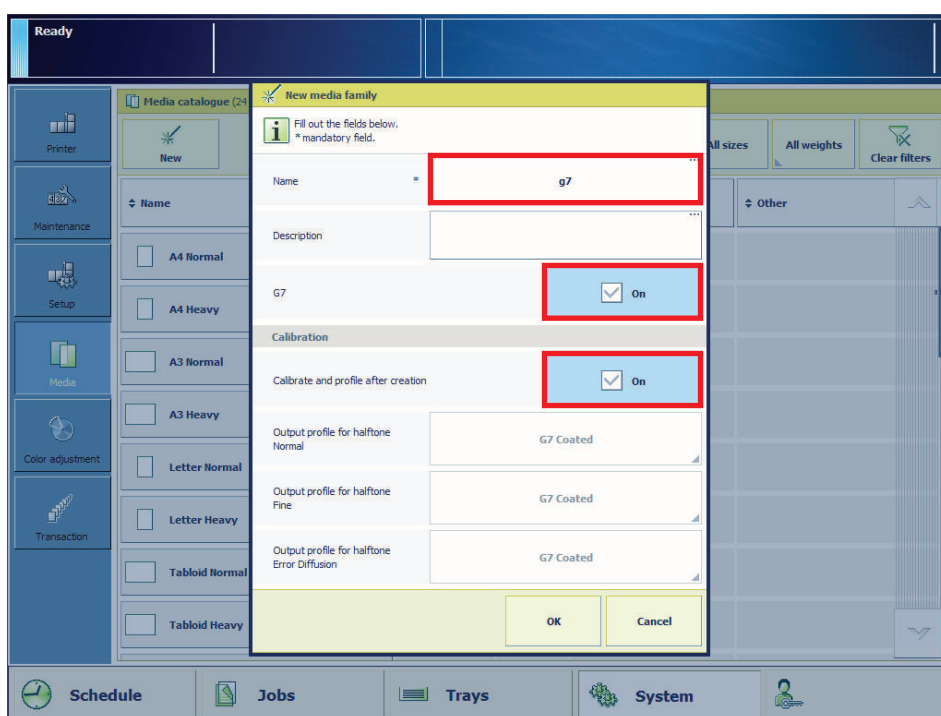 Ready
Media catalogue (24
New
All sizes
All weights
Clear filters
Name
Other
Printer
Maintenance
Setup
Media
Color adjustment
Transaction
A4 Normal
A4 Heavy
A3 Normal
A3 Heavy
Letter Normal
Letter Heavy
Tabloid Normal
Tabloid Heavy
New media family
Fill out the fields below.
* mandatory field.
Name * g7
Description
G7 On
Calibration
Calibrate and profile after creation On
Output profile for halftone
Normal
G7 Coated
Output profile for halftone
Fine
G7 Coated
Output profile for halftone
Error Diffusion
G7 Coated
OK
Cancel
Schedule
Jobs
Trays
System